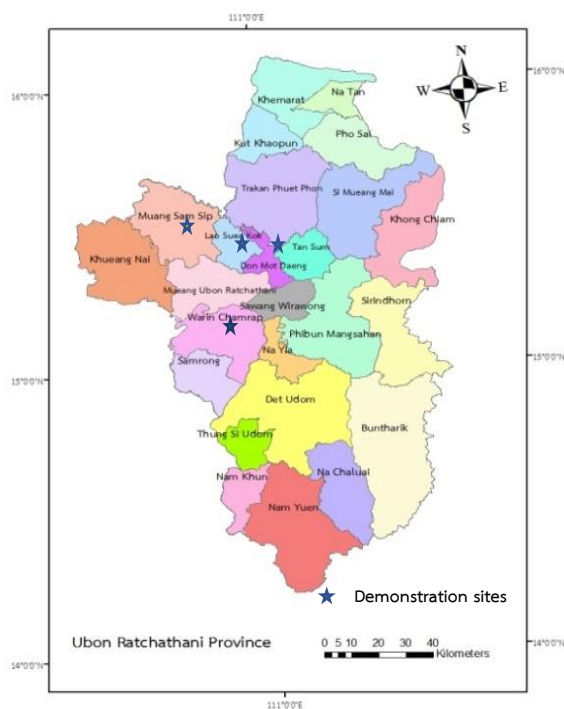 111°0'0"E
N
W E
S
16°0'0"N
16°0'0"N
Na Tan
Khemarat
Pho Sai
Kut Khaopun
Trakan Phuet Phon
Si Mueang Mai
Muang Sam Sip
Khong Chiam
Lao Suea Kok
Tan Sum
Khueang Nai
Don Mot Daeng
Mueang Ubon Ratchathani
Sawang Wirawong
Sirindhorn
Warin Chamrap
Phibun Mangsahan
Na Yia
15°0'0"N
15°0'0"N
Samrong
Det Udom
Buntharik
Thung Si Udom
Na Chaluai
Nam Khun
Nam Yuen
Demonstration sites
Ubon Ratchathani Province
0 5 10 20 30 40
Kilometers
14°0'0"N
14°0'0"N
111°0'0"E